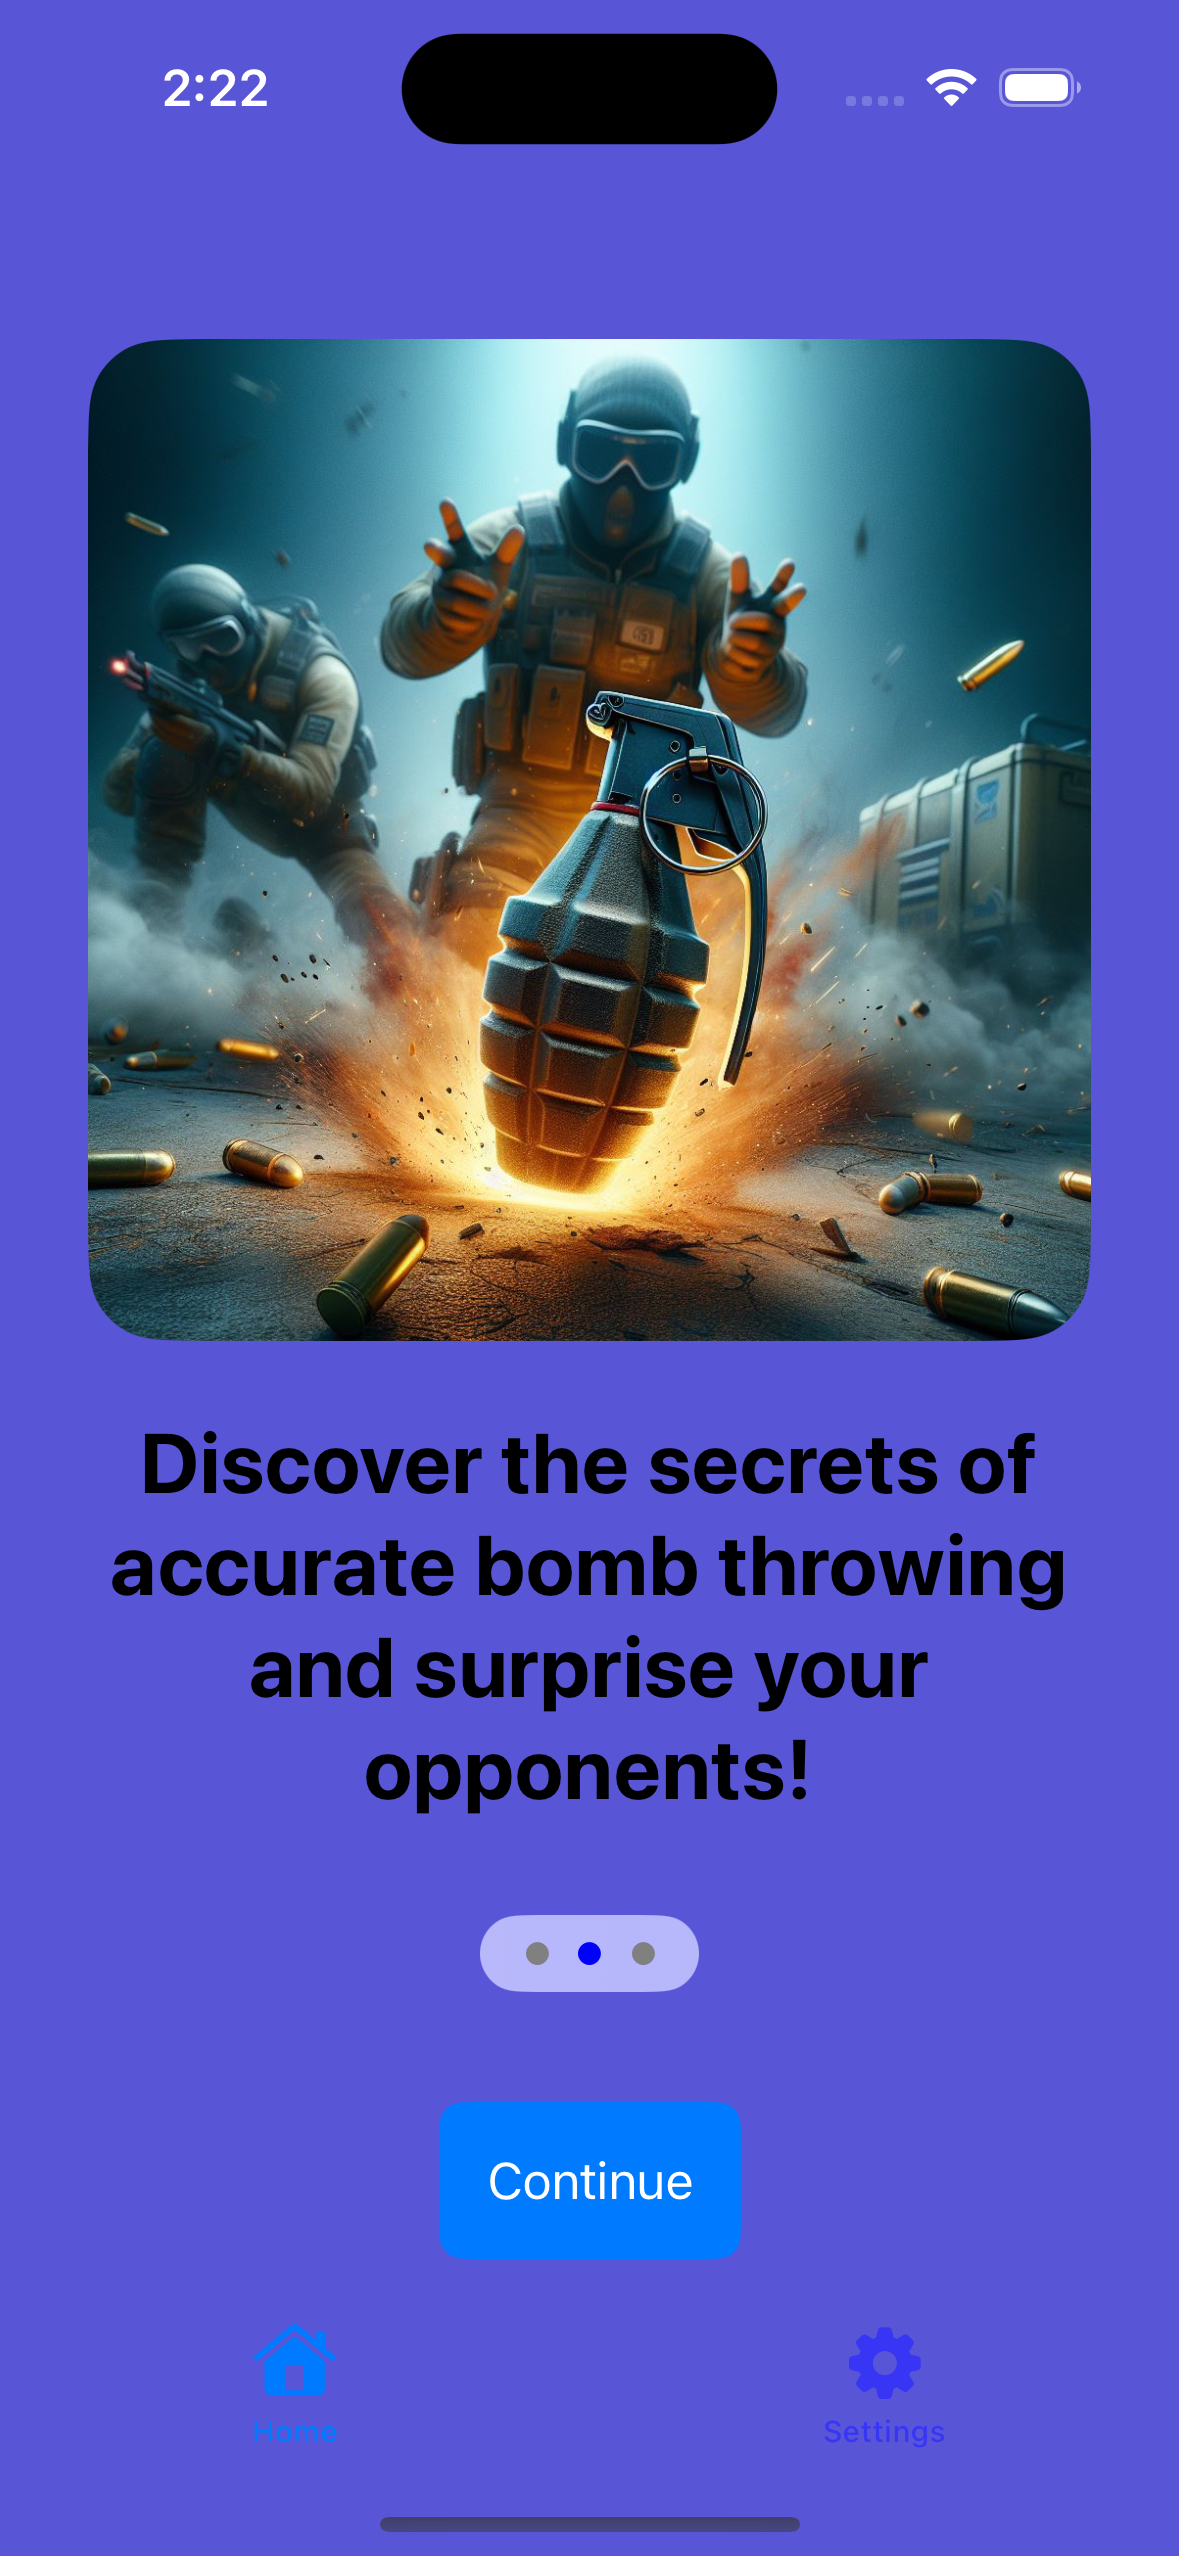 2:22
Discover the secrets of
accurate bomb throwing
and surprise your
opponents!
Continue
Home
Settings